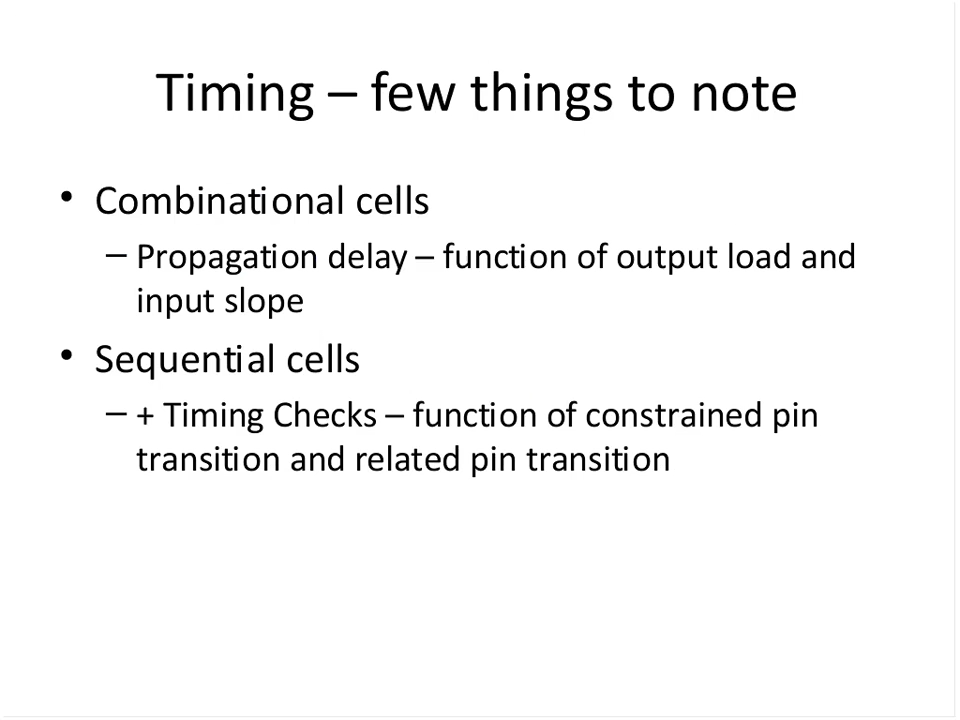 Timing – few things to note
• Combinational cells
– Propagation delay – function of output load and
input slope
• Sequential cells
– + Timing Checks – function of constrained pin
transition and related pin transition